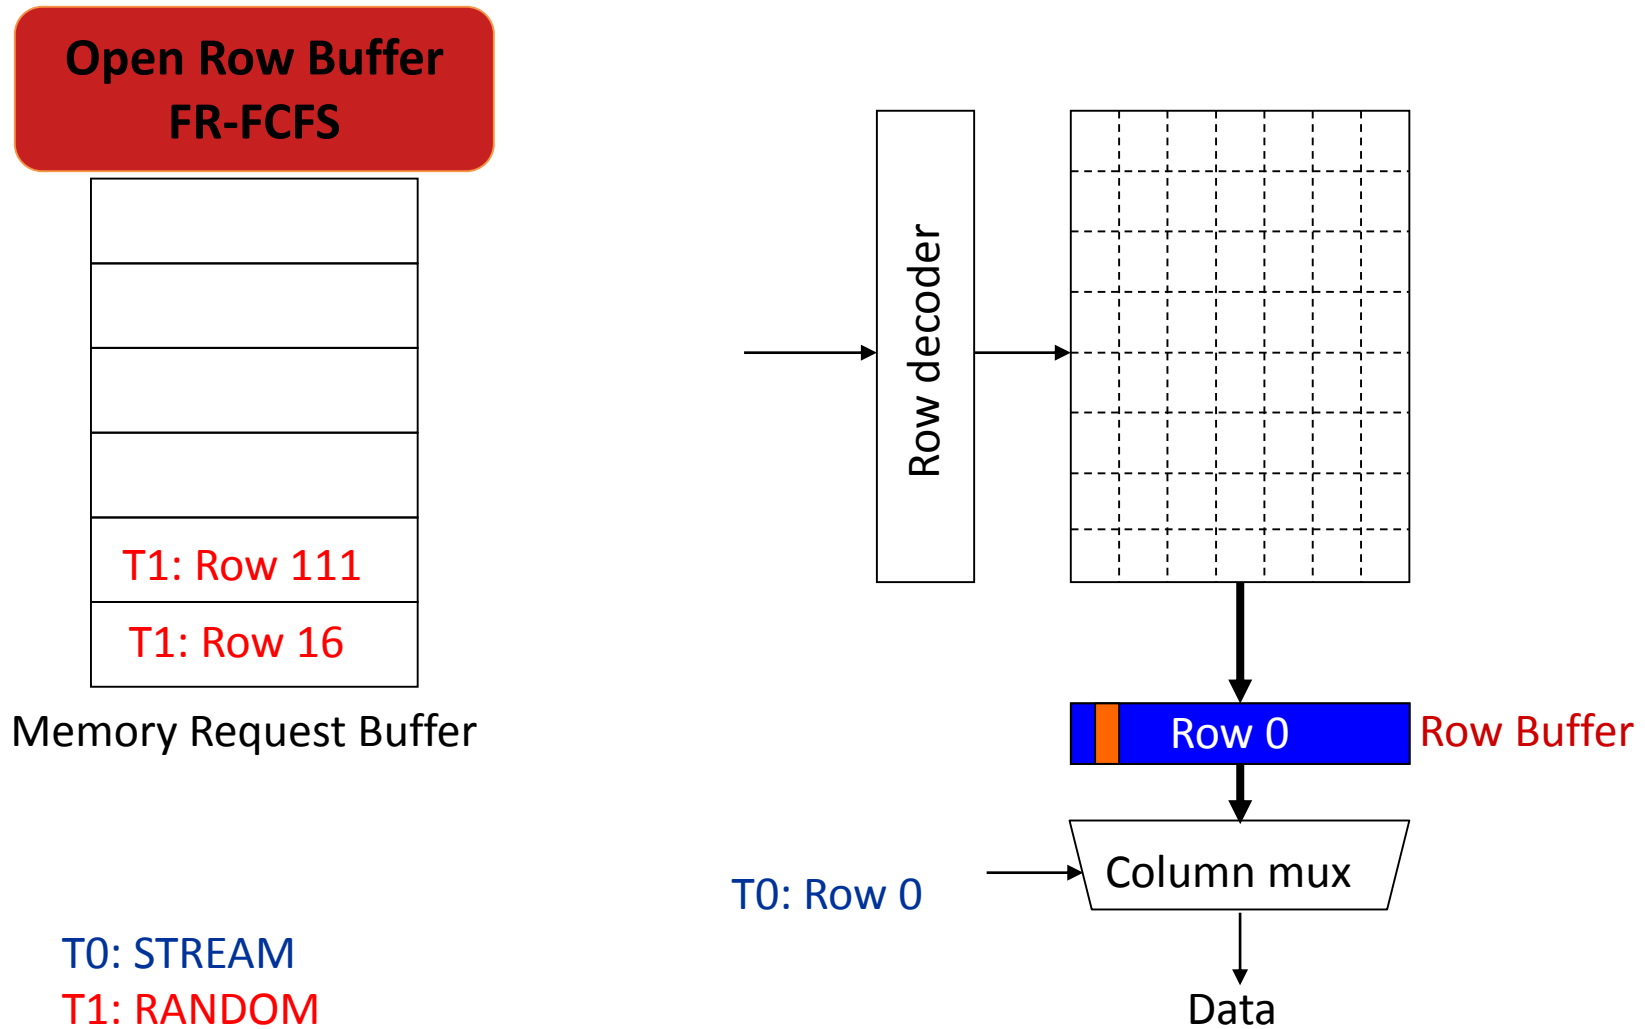 Open Row Buffer
FR-FCFS
Row decoder
T1: Row 111
T1: Row 16
Memory Request Buffer
Row 0
Row Buffer
Column mux
T0: Row 0
T0: STREAM
T1: RANDOM
Data